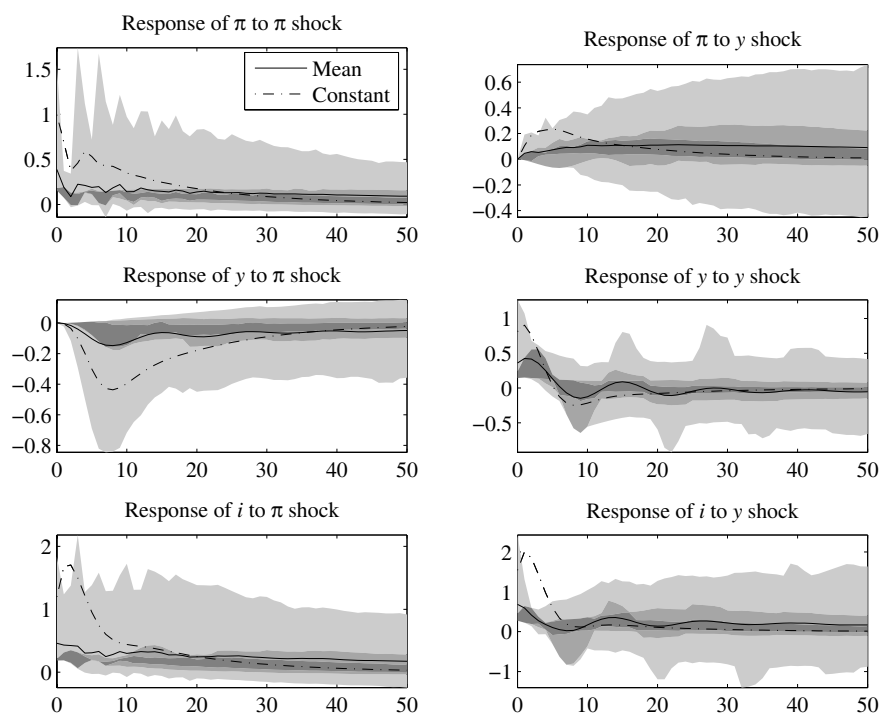 Response of π to π shock
Mean
Constant
1.5
1
0.5
0
0 10 20 30 40 50
Response of π to y shock
0.6
0.4
0.2
0
−0.2
−0.4
0 10 20 30 40 50
Response of y to π shock
0
−0.2
−0.4
−0.6
−0.8
0 10 20 30 40 50
Response of y to y shock
1
0.5
0
−0.5
0 10 20 30 40 50
Response of i to π shock
2
1
0
0 10 20 30 40 50
Response of i to y shock
2
1
0
−1
0 10 20 30 40 50